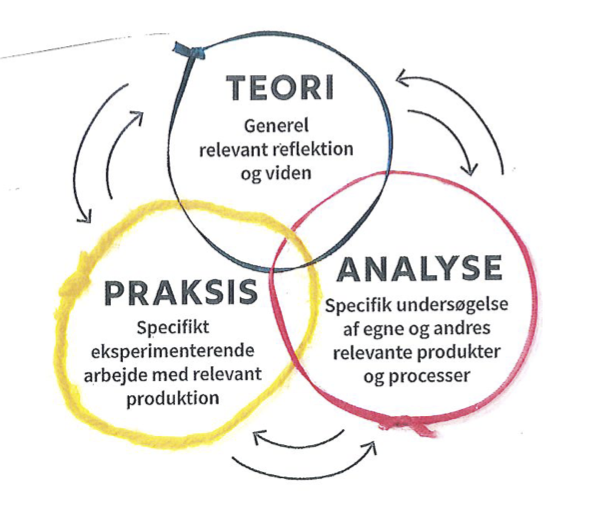 TEORI
Generel
relevant reflektion
og viden
PRAKSIS
Specifikt
eksperimenterende
arbejde med relevant
produktion
ANALYSE
Specifik undersøgelse
af egne og andres
relevante produkter
og processer